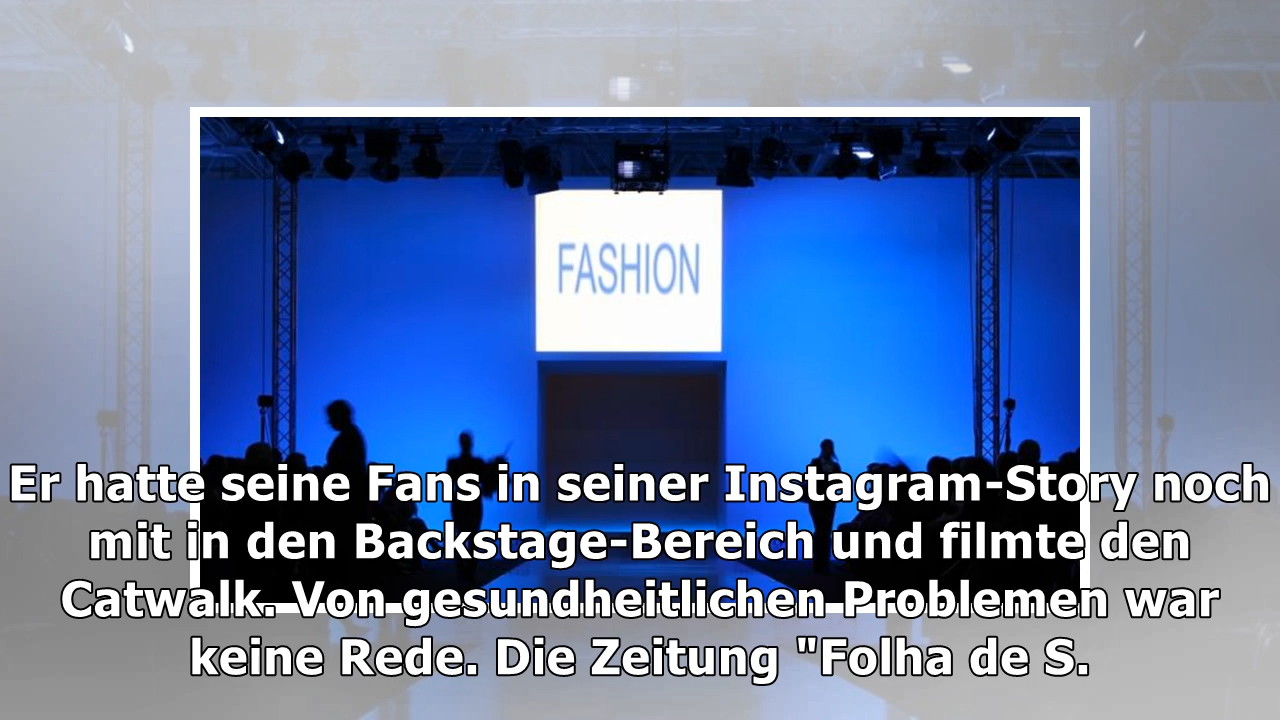 FASHION
Er hatte seine Fans in seiner Instagram-Story noch
mit in den Backstage-Bereich und filmte den
Catwalk. Von gesundheitlichen Problemen war
keine Rede. Die Zeitung "Folha de S.